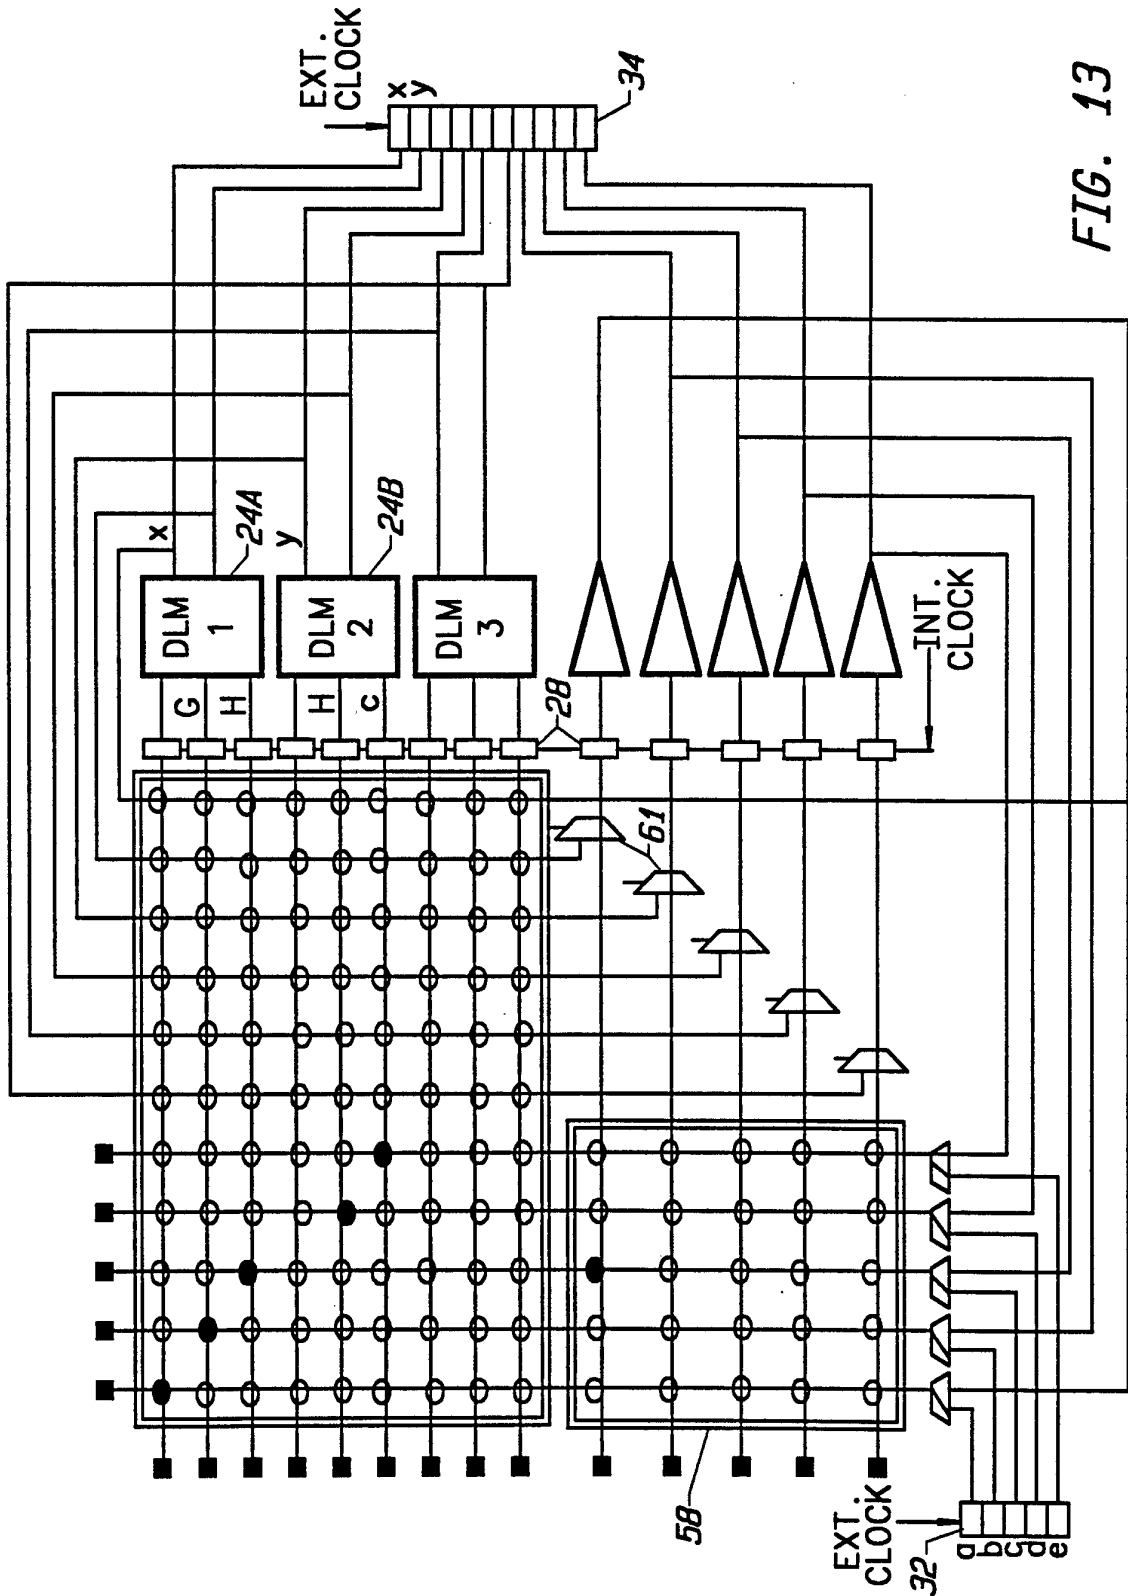 EXT.
CLOCK
x
y
34
FIG. 13
x
24A
y
24B
DLM
1
DLM
2
DLM
3
G
H
H
c
28
INT.
CLOCK
61
58
EXT.
CLOCK
32
a
b
c
d
e